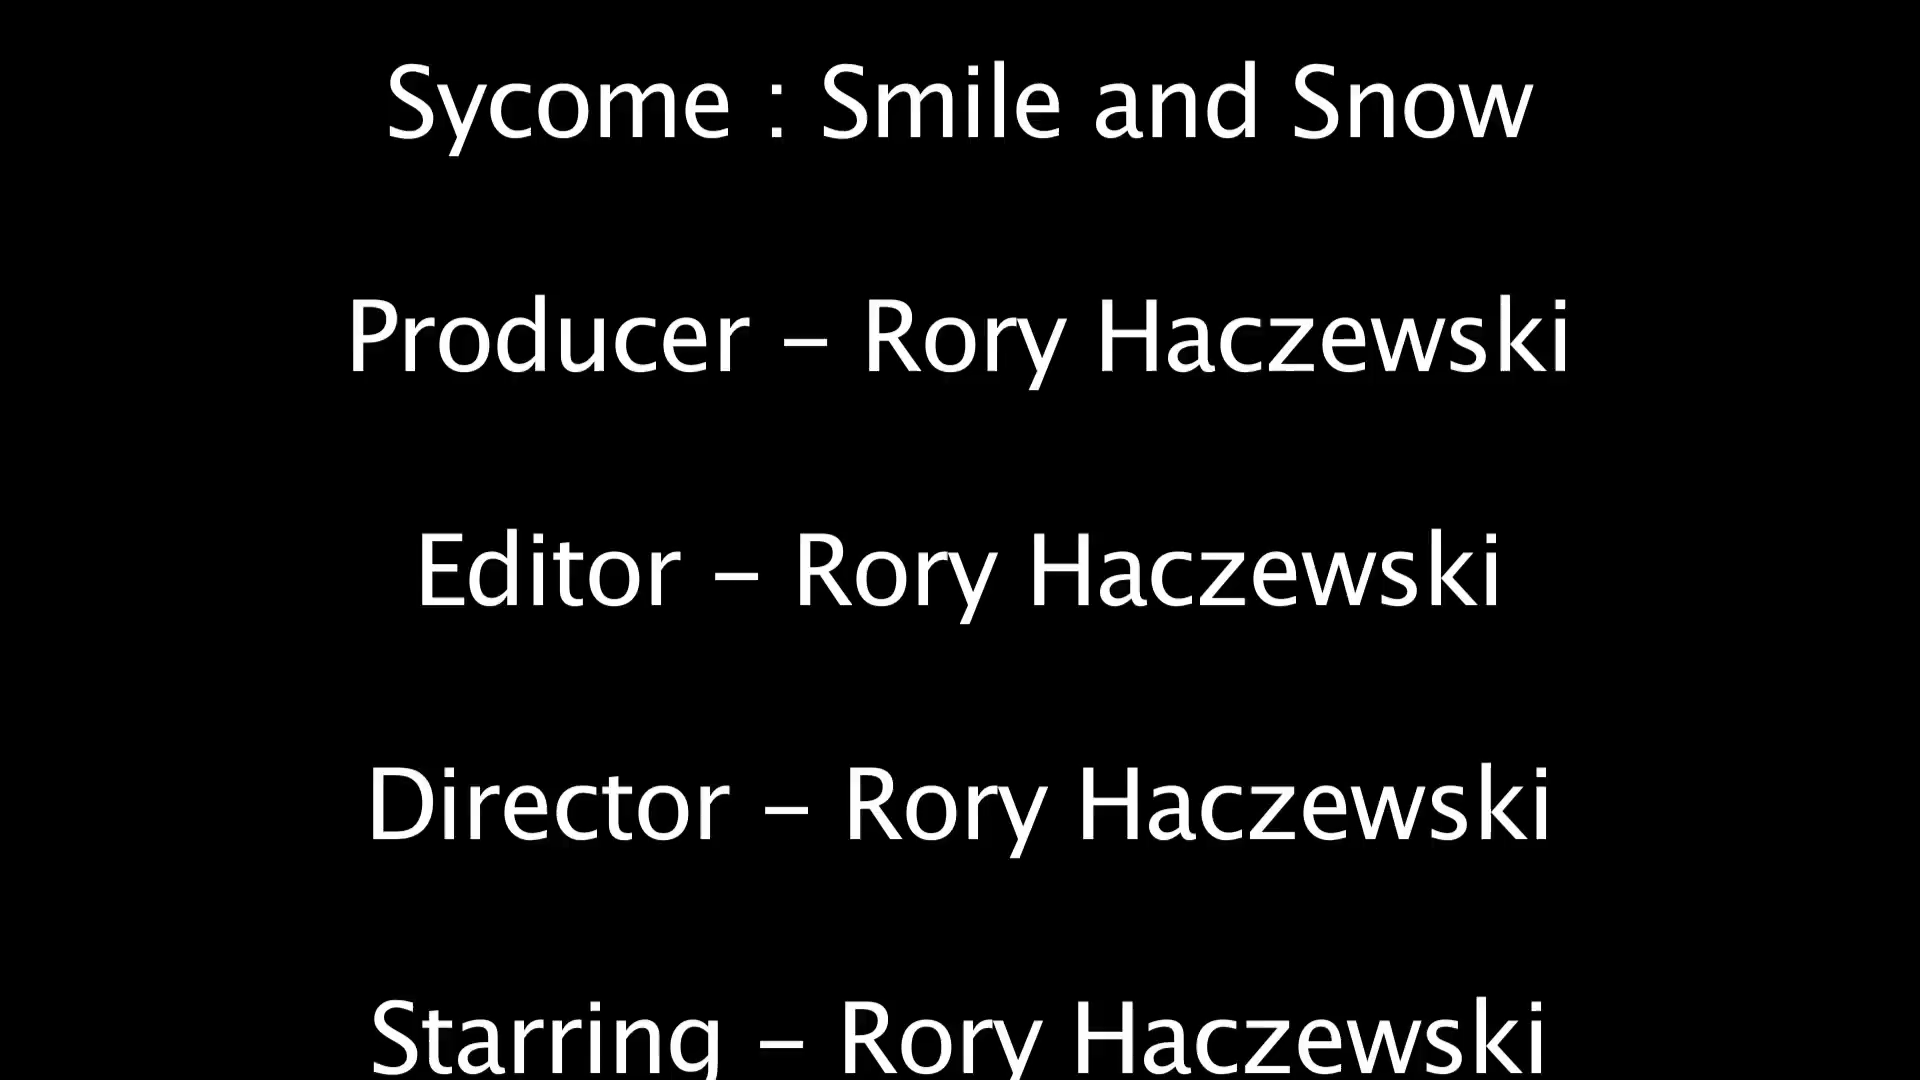 Sycome : Smile and Snow
Producer – Rory Haczewski
Editor – Rory Haczewski
Director – Rory Haczewski
Starring – Rory Haczewski